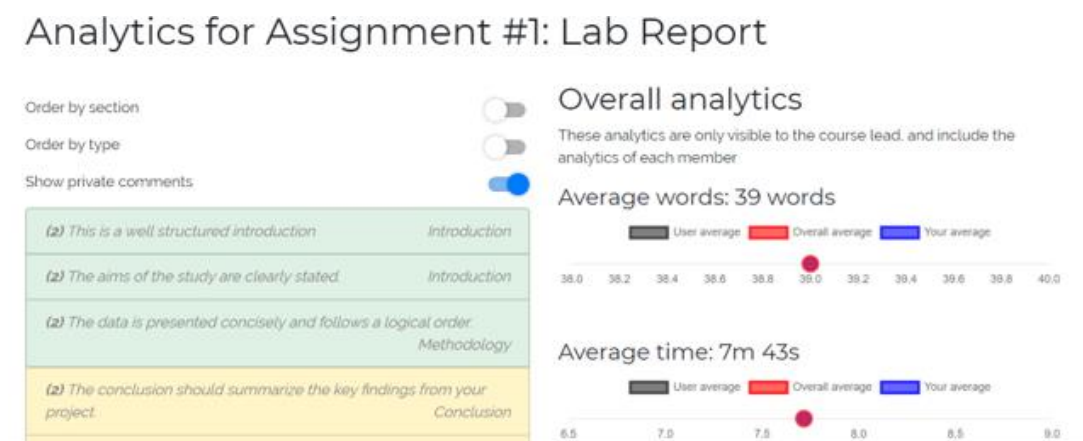 Analytics for Assignment #1: Lab Report
Order by section
Order by type
Show private comments
(2) This is a well structured introduction Introduction
(2) The aims of the study are clearly stated. Introduction
(2) The data is presented concisely and follows a logical order.
Methodology
(2) The conclusion should summarize the key findings from your
project. Conclusion
Overall analytics
These analytics are only visible to the course lead, and include the
analytics of each member
Average words: 39 words
User average Overall average Your average
38.0 38.2 38.4 38.6 38.8 39.0 39.2 39.4 39.6 39.8 40.0
Average time: 7m 43s
User average Overall average Your average
6.5 7.0 7.5 8.0 8.5 9.0